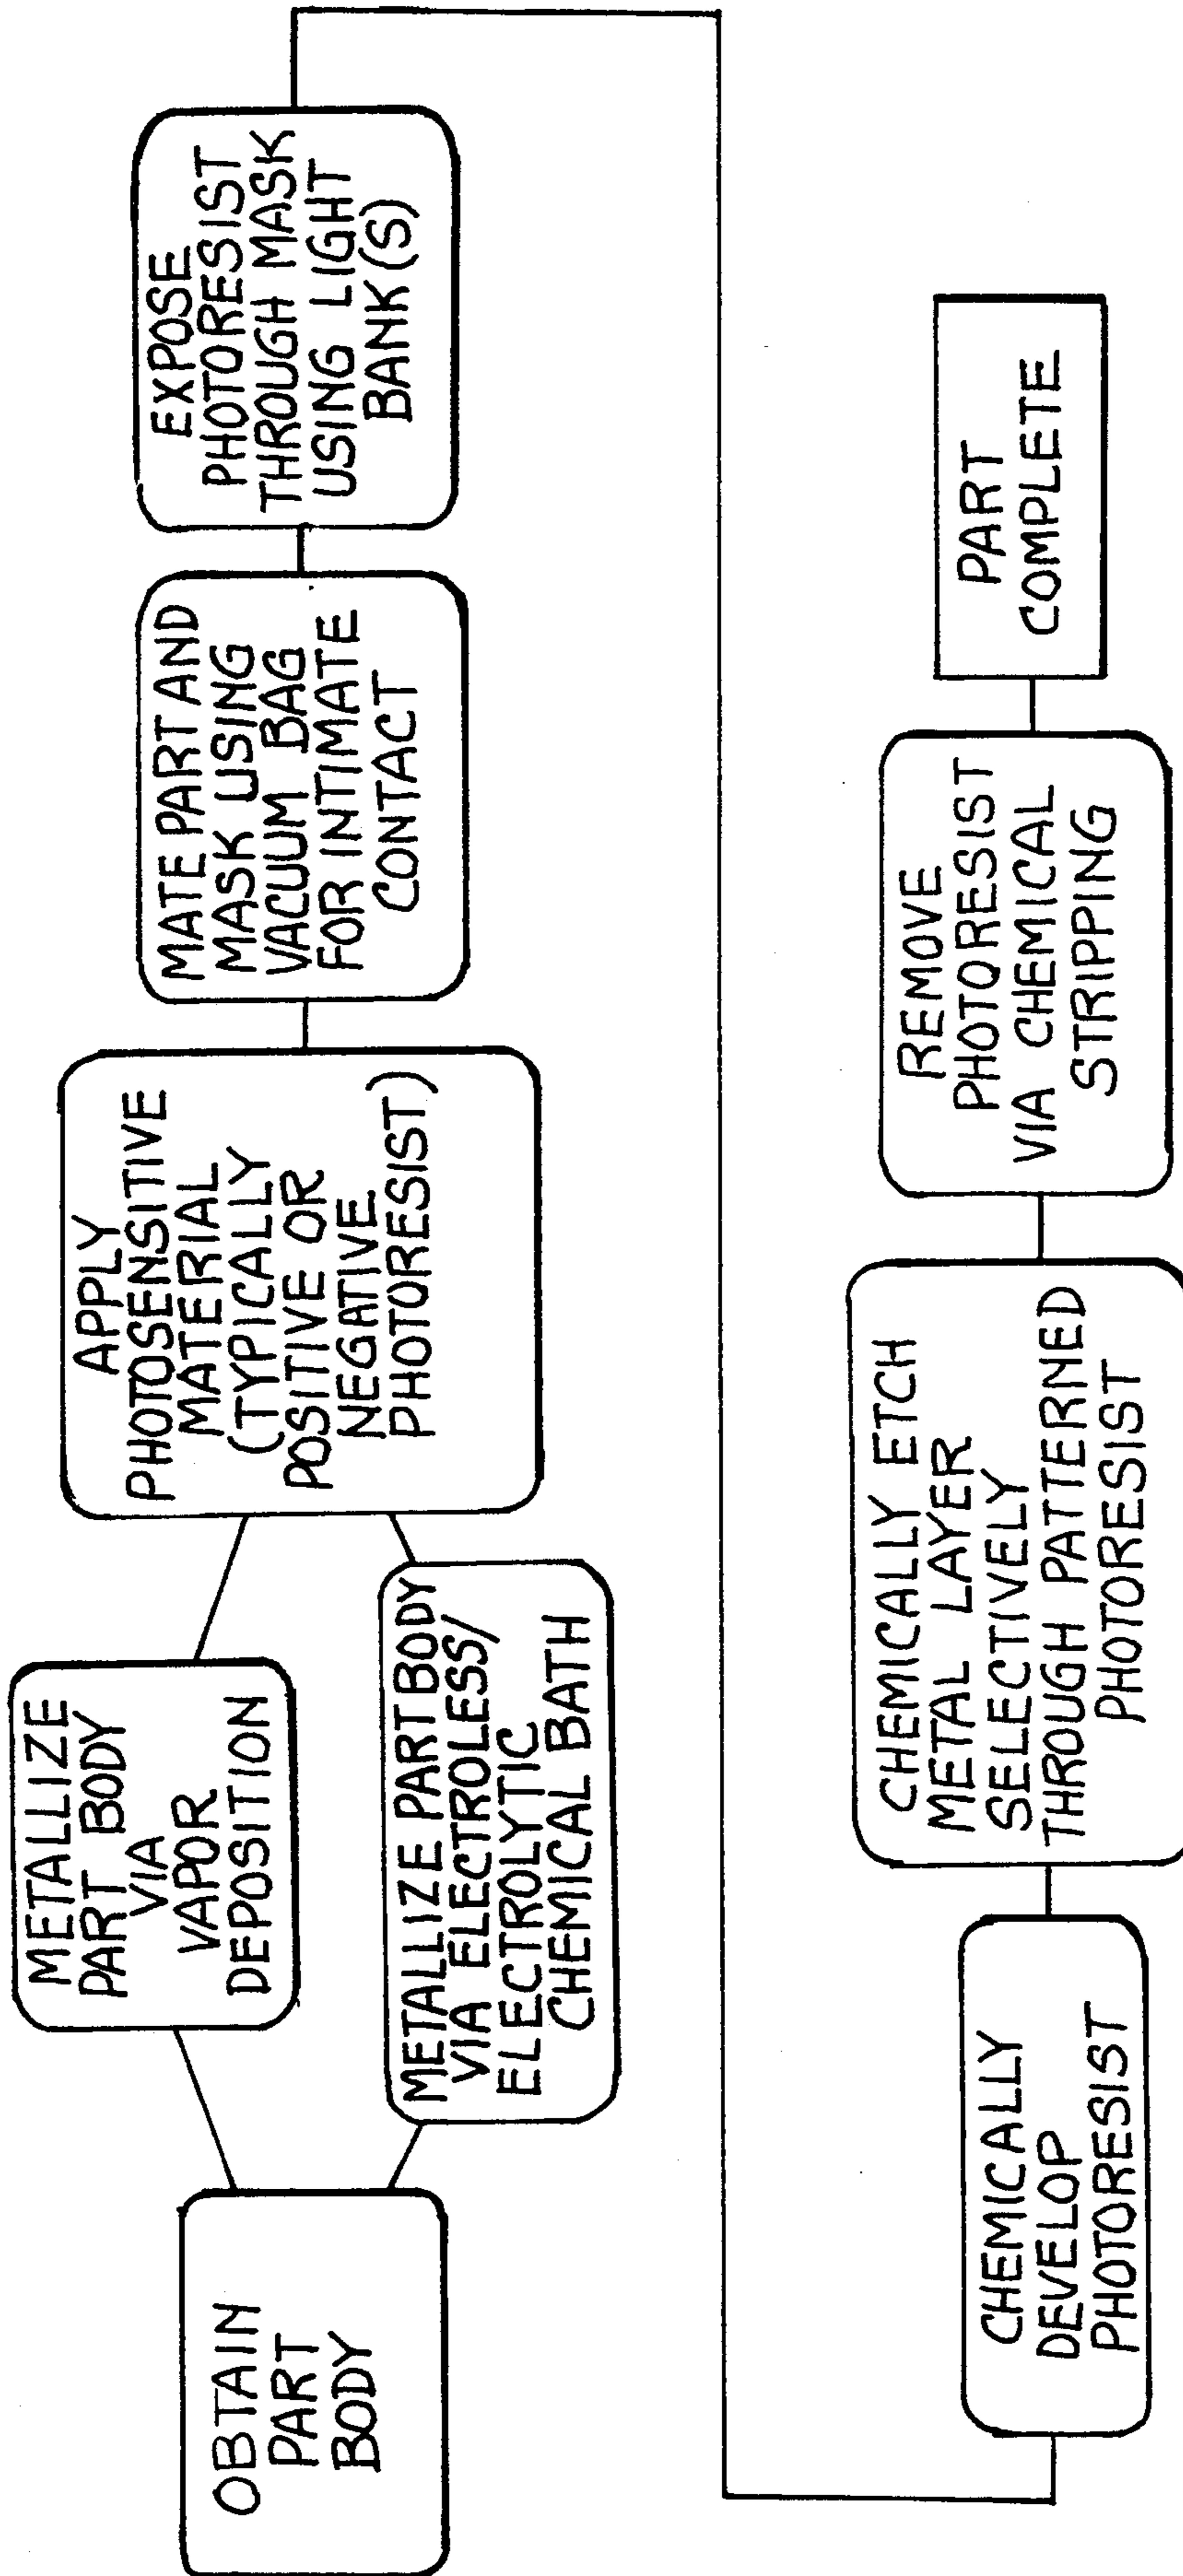 OBTAIN
PART
BODY
METALLIZE
PART BODY
VIA
VAPOR
DEPOSITION
METALLIZE PARTBODY
VIA ELECTROLESS/
ELECTROLYTIC
CHEMICAL BATH
APPLY
PHOTOSENSITIVE
MATERIAL
(TYPICALLY
POSITIVE OR
NEGATIVE
PHOTORESIST)
MATE PART AND
MASK USING
VACUUM BAG
FOR INTIMATE
CONTACT
EXPOSE
PHOTORESIST
THROUGH MASK
USING LIGHT
BANK(S)
CHEMICALLY
DEVELOP
PHOTORESIST
CHEMICALLY ETCH
METAL LAYER
SELECTIVELY
THROUGH PATTERNED
PHOTORESIST
REMOVE
PHOTORESIST
VIA CHEMICAL
STRIPPING
PART
COMPLETE